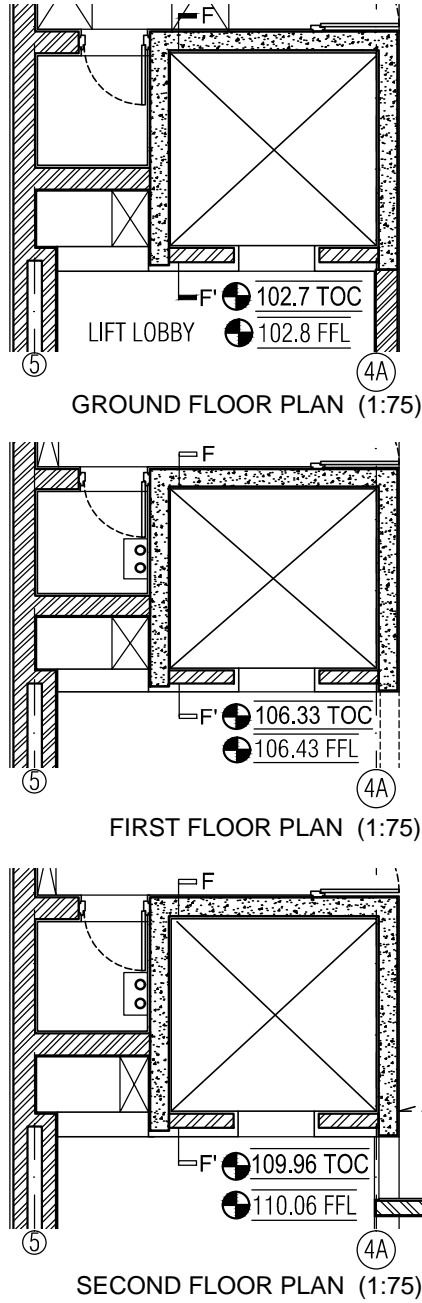 F
F' 102.7 TOC
LIFT LOBBY 102.8 FFL
5 4A
GROUND FLOOR PLAN (1:75)
F
F' 106.33 TOC
106.43 FFL
5 4A
FIRST FLOOR PLAN (1:75)
F
F' 109.96 TOC
110.06 FFL
5 4A
SECOND FLOOR PLAN (1:75)